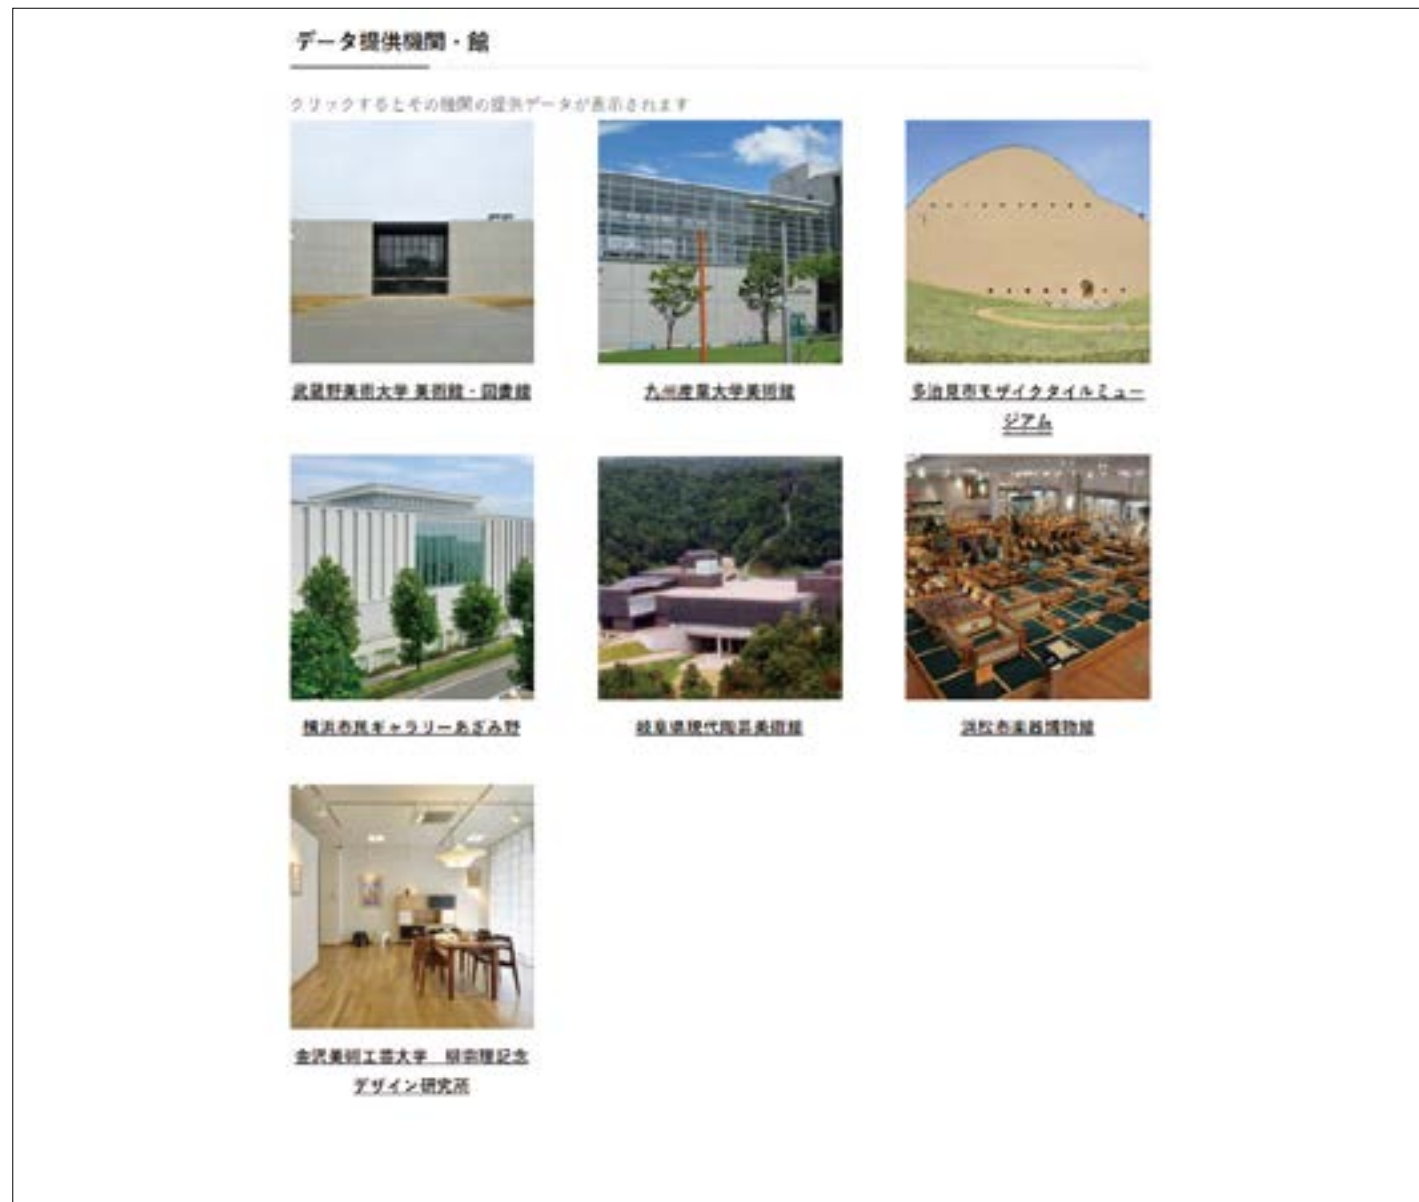 データ提供機関・館
クリックするとその機関の提供データが表示されます
武蔵野美術大学 美術館・図書館
九州産業大学美術館
多治見市モザイクタイルミュー
ジアム
横浜市民ギャラリーあざみ野
岐阜県現代陶芸美術館
浜松市楽器博物館
金沢美術工芸大学　柳宗理記念
デザイン研究所